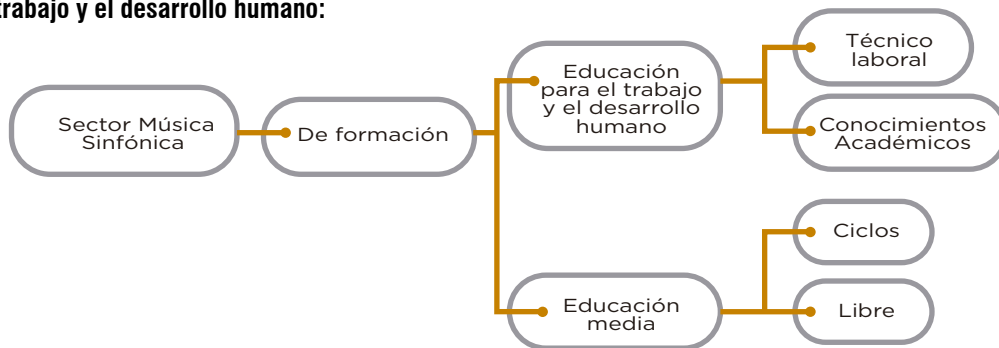 trabajo y el desarrollo humano:
Sector Música
Sinfónica
De formación
Educación
para el trabajo
y el desarrollo
humano
Técnico
laboral
Conocimientos
Académicos
Educación
media
Ciclos
Libre